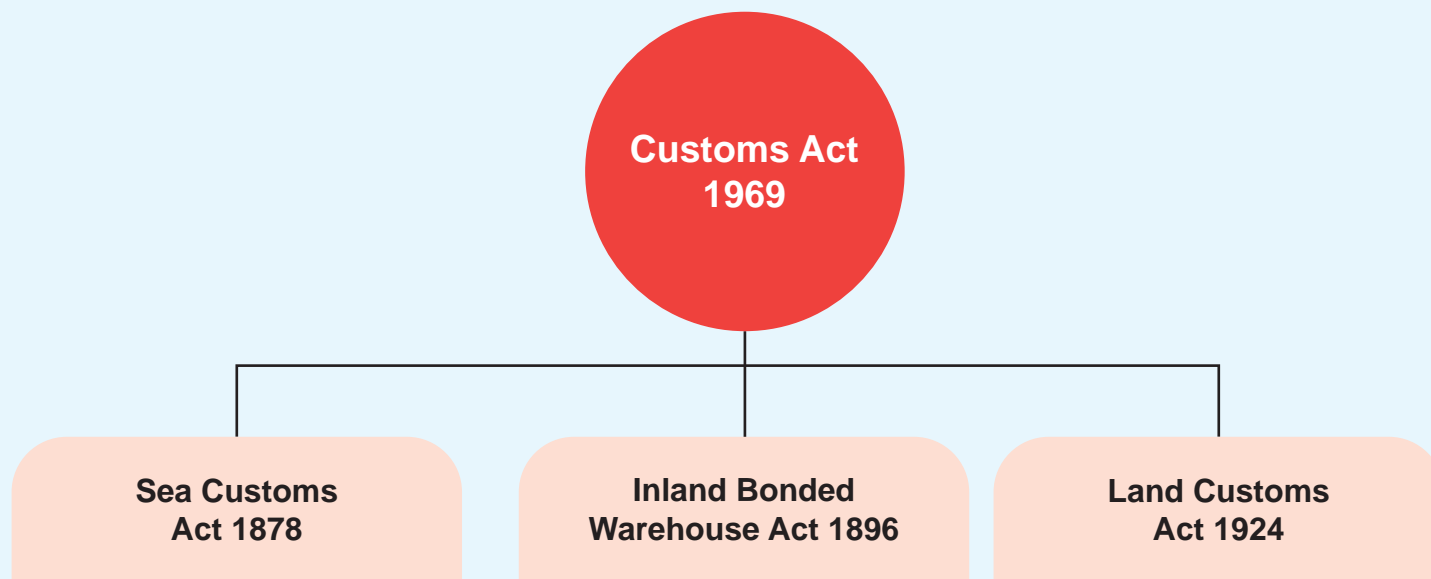 Customs Act
1969
Sea Customs
Act 1878
Inland Bonded
Warehouse Act 1896
Land Customs
Act 1924